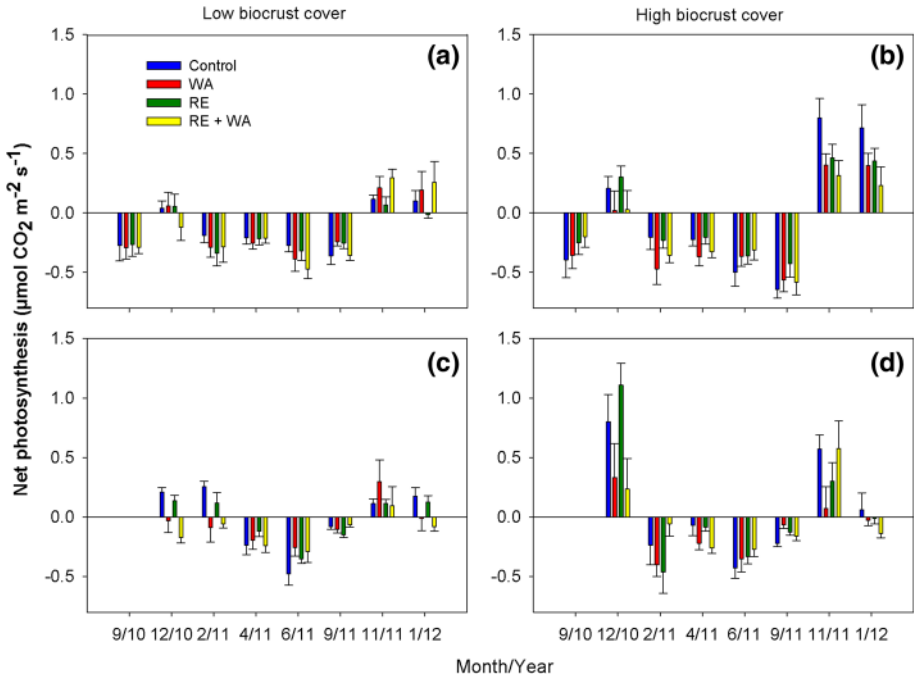 Low biocrust cover
High biocrust cover
Net photosynthesis (µmol CO2 m-2 s-1)
1.5
1.0
0.5
0.0
-0.5
(a)
Control
WA
RE
RE + WA
(b)
1.5
1.0
0.5
0.0
-0.5
(c)
1.5
1.0
0.5
0.0
-0.5
(d)
1.5
1.0
0.5
0.0
-0.5
9/10 12/10 2/11 4/11 6/11 9/11 11/11 1/12
9/10 12/10 2/11 4/11 6/11 9/11 11/11 1/12
Month/Year